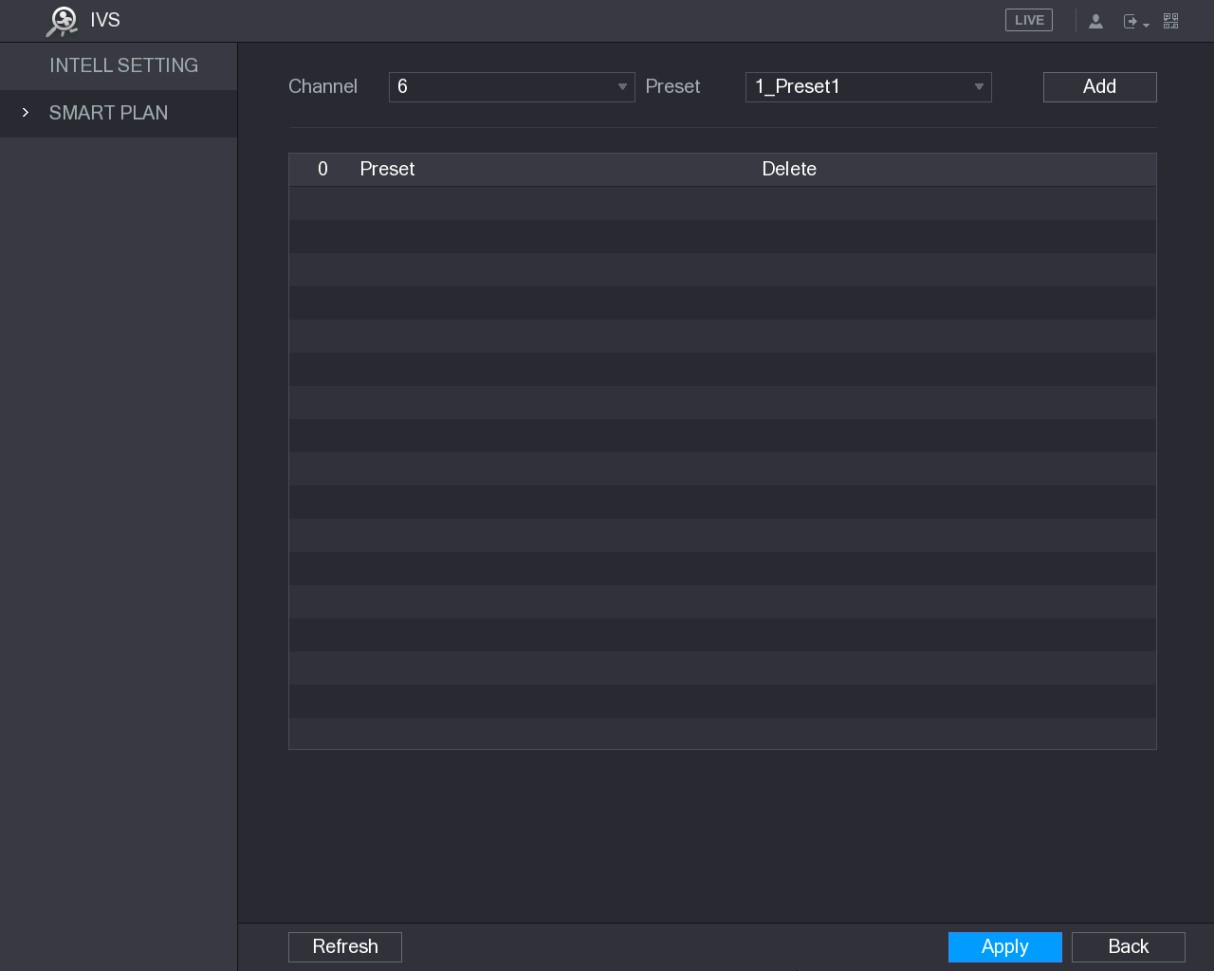 IVS
LIVE
INTELL SETTING
SMART PLAN
Channel 6 Preset 1_Preset1 Add
0 Preset Delete
Refresh Apply Back